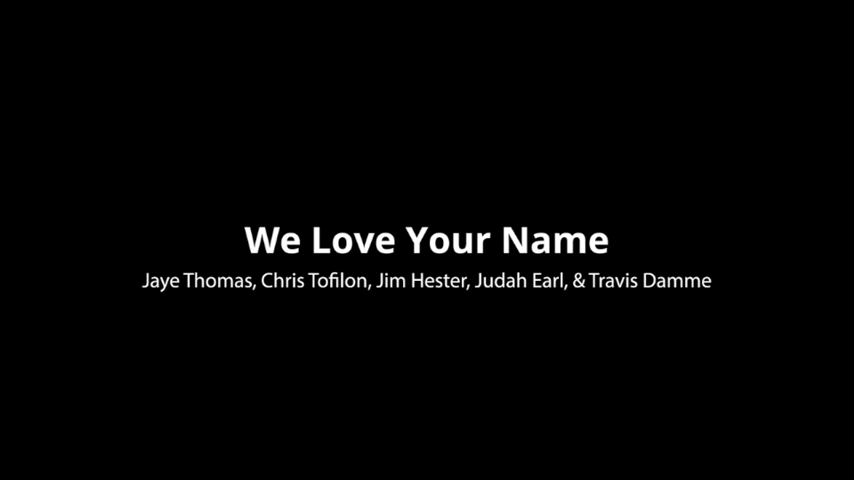 We Love Your Name
Jaye Thomas, Chris Tofilon, Jim Hester, Judah Earl, & Travis Damme